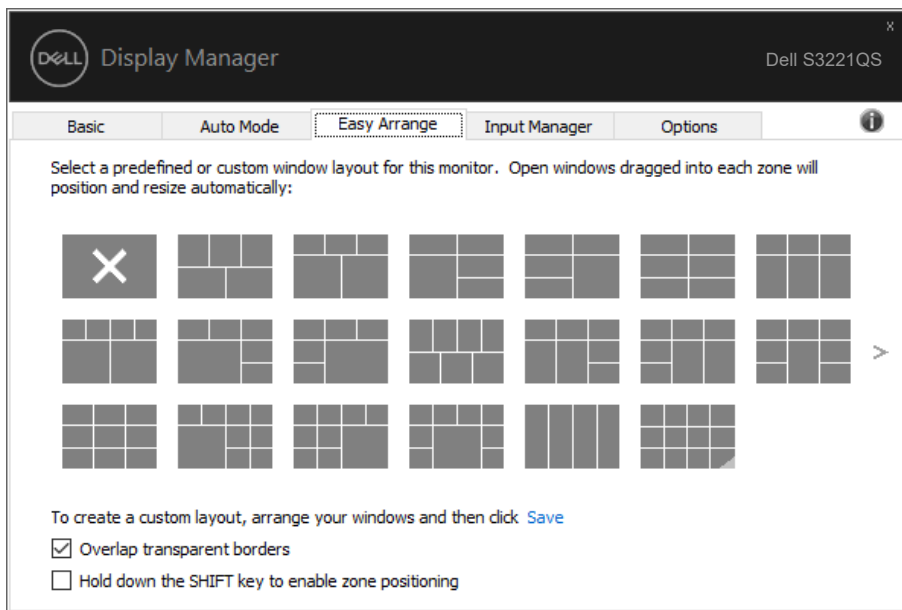 x
DELL Display Manager
Dell S3221QS
Basic Auto Mode Easy Arrange Input Manager Options
Select a predefined or custom window layout for this monitor. Open windows dragged into each zone will
position and resize automatically:
>
To create a custom layout, arrange your windows and then click Save
Overlap transparent borders
Hold down the SHIFT key to enable zone positioning